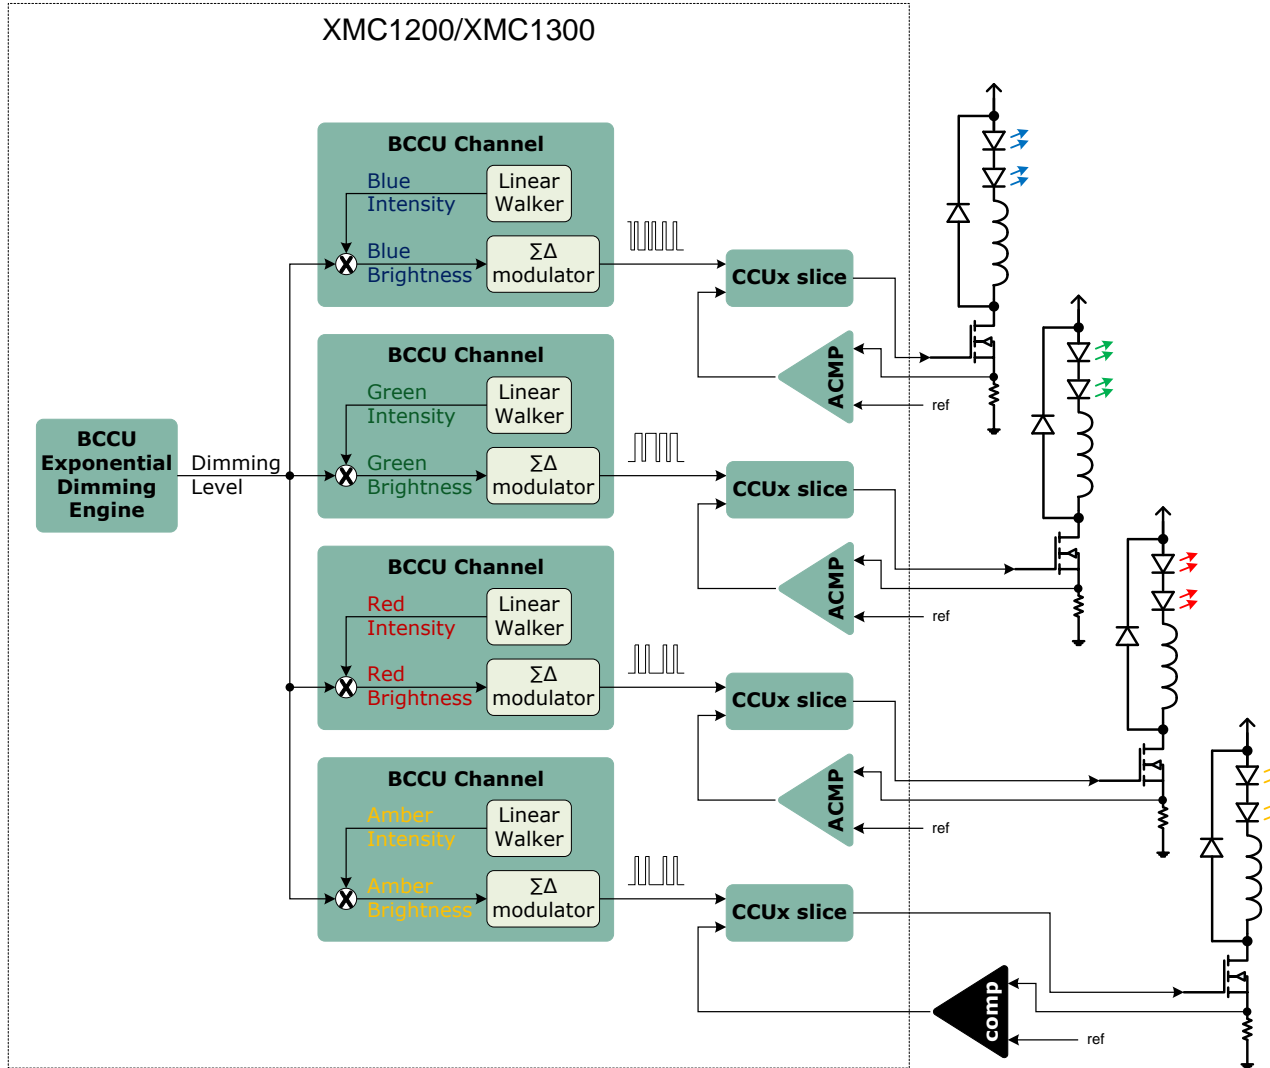 XMC1200/XMC1300
BCCU Channel
Blue
Intensity
Linear
Walker
Blue
Brightness
ΣΔ
modulator
X
CCUx slice
ACMP
ref
BCCU Channel
Green
Intensity
Linear
Walker
Green
Brightness
ΣΔ
modulator
X
CCUx slice
ACMP
ref
BCCU
Exponential
Dimming
Engine
Dimming
Level
BCCU Channel
Red
Intensity
Linear
Walker
Red
Brightness
ΣΔ
modulator
X
CCUx slice
ACMP
ref
BCCU Channel
Amber
Intensity
Linear
Walker
Amber
Brightness
ΣΔ
modulator
X
CCUx slice
comp
ref